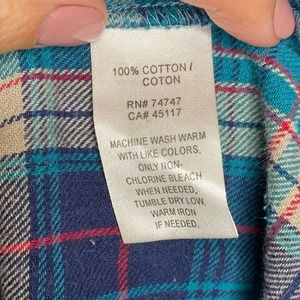 100% COTTON /
COTON
RN# 74747
CA# 45117
MACHINE WASH WARM
WITH LIKE COLORS.
ONLY NON-
CHLORINE BLEACH
WHEN NEEDED.
TUMBLE DRY LOW.
WARM IRON
IF NEEDED.